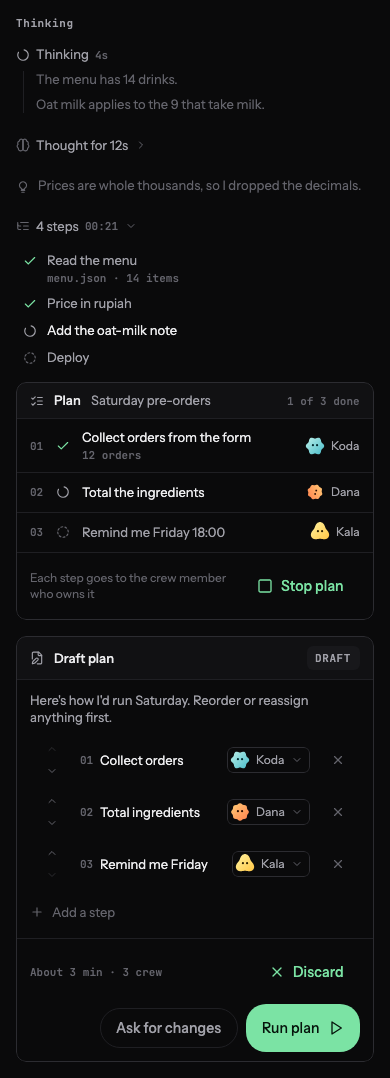 Thinking
Thinking 4s
The menu has 14 drinks.
Oat milk applies to the 9 that take milk.
Thought for 12s
Prices are whole thousands, so I dropped the decimals.
4 steps 00:21
Read the menu
menu.json · 14 items
Price in rupiah
Add the oat-milk note
Deploy
Plan Saturday pre-orders 1 of 3 done
01 Collect orders from the form Koda
12 orders
02 Total the ingredients Dana
03 Remind me Friday 18:00 Kala
Each step goes to the crew member
who owns it
Stop plan
Draft plan DRAFT
Here's how I'd run Saturday. Reorder or reassign
anything first.
01 Collect orders Koda
02 Total ingredients Dana
03 Remind me Friday Kala
Add a step
About 3 min · 3 crew
Discard
Ask for changes
Run plan